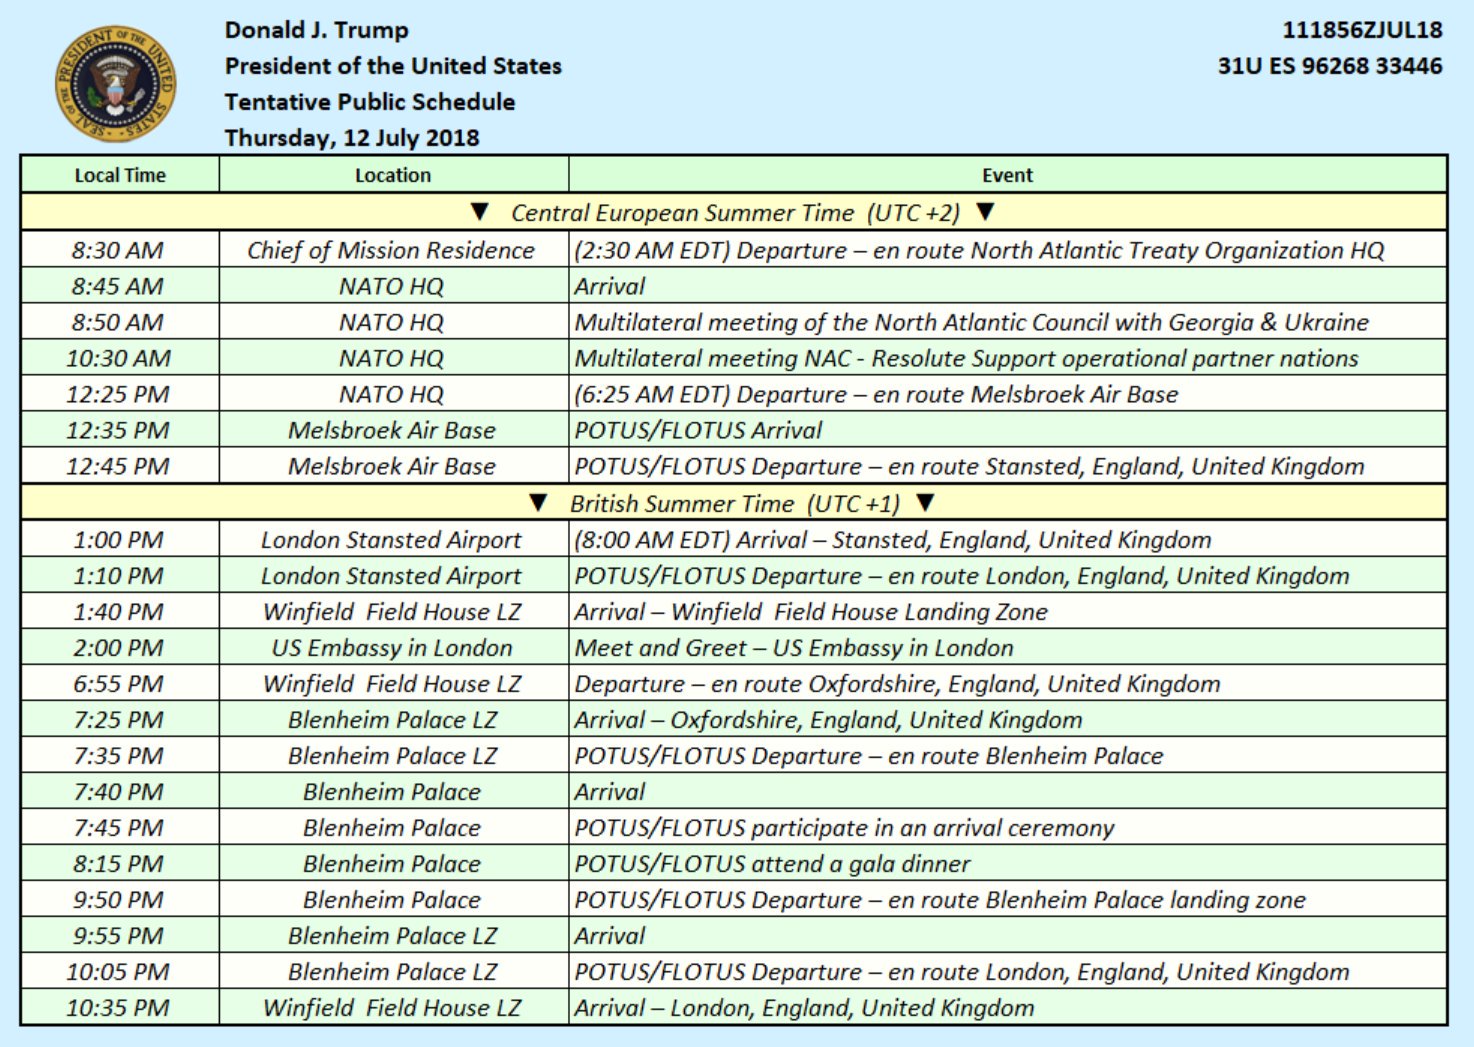 Donald J. Trump
President of the United States
Tentative Public Schedule
Thursday, 12 July 2018
111856ZJUL18
31U ES 96268 33446
SEAL OF THE PRESIDENT OF THE UNITED STATES
Local Time Location Event
▼ Central European Summer Time (UTC +2) ▼
8:30 AM Chief of Mission Residence (2:30 AM EDT) Departure – en route North Atlantic Treaty Organization HQ
8:45 AM NATO HQ Arrival
8:50 AM NATO HQ Multilateral meeting of the North Atlantic Council with Georgia & Ukraine
10:30 AM NATO HQ Multilateral meeting NAC - Resolute Support operational partner nations
12:25 PM NATO HQ (6:25 AM EDT) Departure – en route Melsbroek Air Base
12:35 PM Melsbroek Air Base POTUS/FLOTUS Arrival
12:45 PM Melsbroek Air Base POTUS/FLOTUS Departure – en route Stansted, England, United Kingdom
▼ British Summer Time (UTC +1) ▼
1:00 PM London Stansted Airport (8:00 AM EDT) Arrival – Stansted, England, United Kingdom
1:10 PM London Stansted Airport POTUS/FLOTUS Departure – en route London, England, United Kingdom
1:40 PM Winfield Field House LZ Arrival – Winfield Field House Landing Zone
2:00 PM US Embassy in London Meet and Greet – US Embassy in London
6:55 PM Winfield Field House LZ Departure – en route Oxfordshire, England, United Kingdom
7:25 PM Blenheim Palace LZ Arrival – Oxfordshire, England, United Kingdom
7:35 PM Blenheim Palace LZ POTUS/FLOTUS Departure – en route Blenheim Palace
7:40 PM Blenheim Palace Arrival
7:45 PM Blenheim Palace POTUS/FLOTUS participate in an arrival ceremony
8:15 PM Blenheim Palace POTUS/FLOTUS attend a gala dinner
9:50 PM Blenheim Palace POTUS/FLOTUS Departure – en route Blenheim Palace landing zone
9:55 PM Blenheim Palace LZ Arrival
10:05 PM Blenheim Palace LZ POTUS/FLOTUS Departure – en route London, England, United Kingdom
10:35 PM Winfield Field House LZ Arrival – London, England, United Kingdom